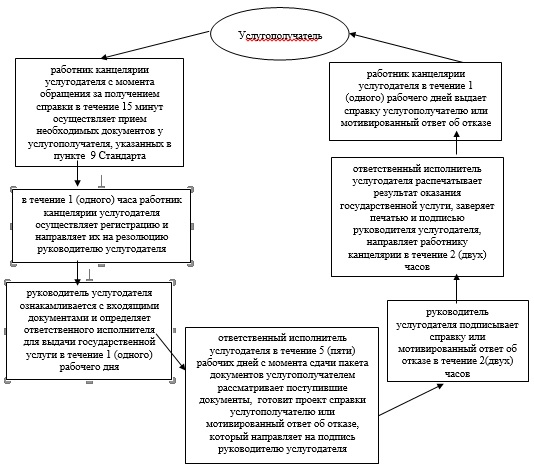 Услугополучатель
работник канцелярии
услугодателя с момента
обращения за получением
справки в течение 15 минут
осуществляет прием
необходимых документов у
услугополучателя, указанных в
пункте 9 Стандарта
в течение 1 (одного) часа работник
канцелярии услугодателя
осуществляет регистрацию и
направляет их на резолюцию
руководителю услугодателя
руководитель услугодателя
ознакамливается с входящими
документами и определяет
ответственного исполнителя
для выдачи государственной
услуги в течение 1 (одного)
рабочего дня
ответственный исполнитель
услугодателя в течение 5 (пяти)
рабочих дней с момента сдачи пакета
документов услугополучателем
рассматривает поступившие
документы, готовит проект справки
услугополучателю или
мотивированный ответ об отказе,
который направляет на подпись
руководителю услугодателя
руководитель
услугодателя подписывает
справку или
мотивированный ответ об
отказе в течение 2(двух)
часов
ответственный исполнитель
услугодателя распечатывает
результат оказания
государственной услуги, заверяет
печатью и подписью
руководителя услугодателя,
направляет работнику
канцелярии в течение 2 (двух)
часов
работник канцелярии
услугодателя в течение 1
(одного) рабочего дней выдает
справку услугополучателю или
мотивированный ответ об отказе